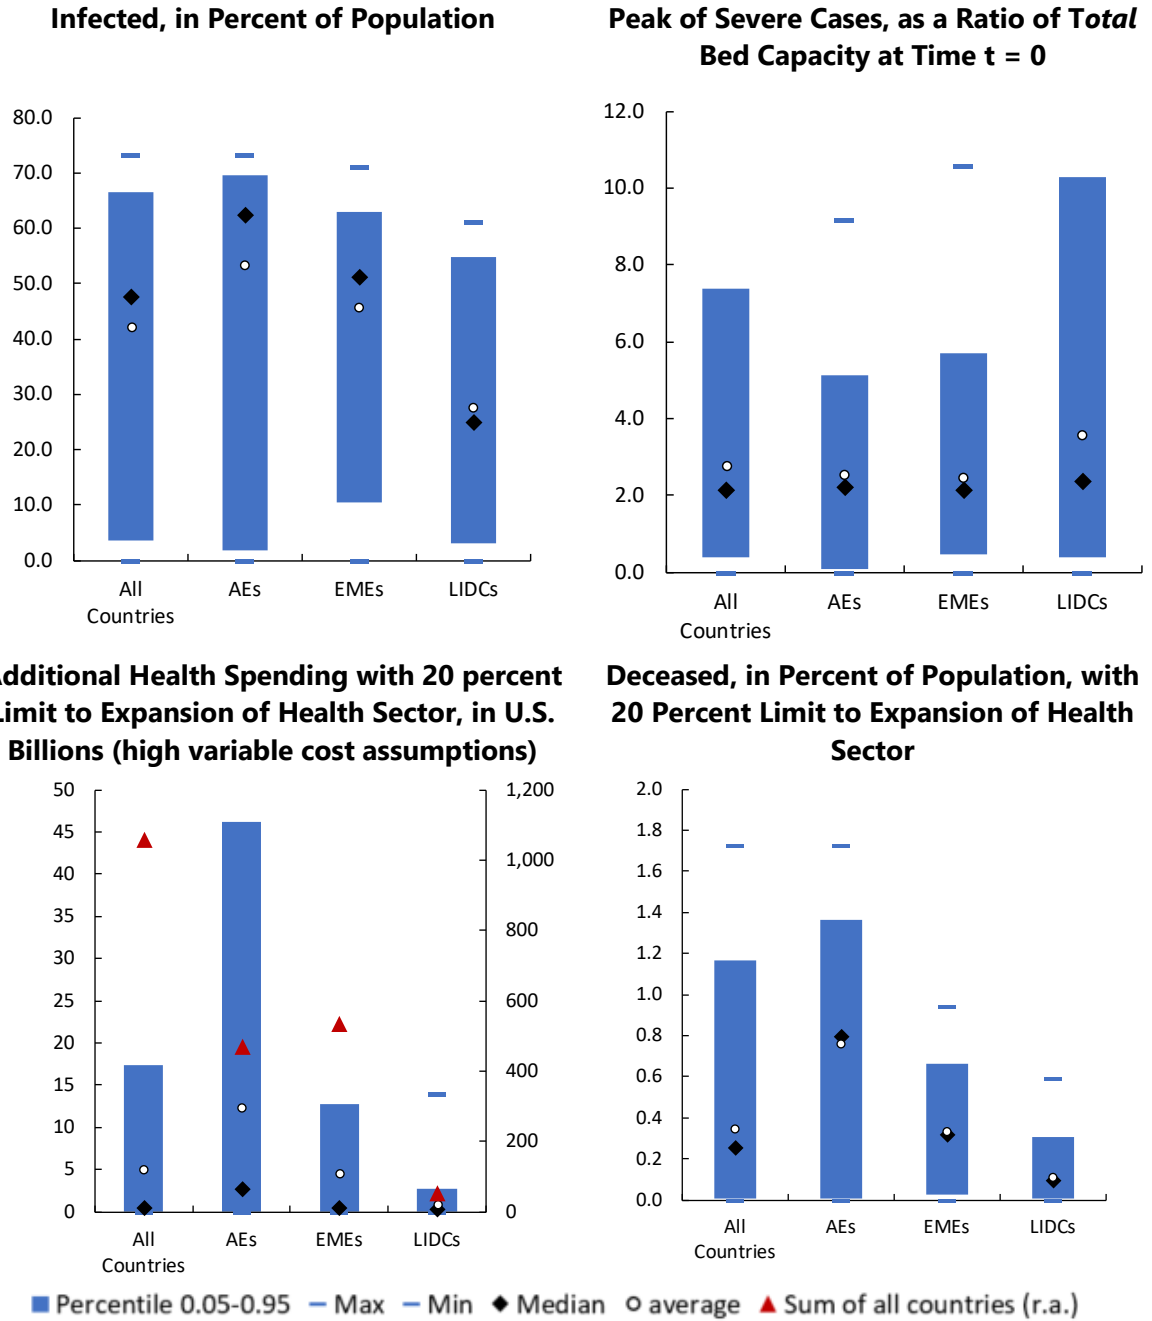 Infected, in Percent of Population
80.0
70.0
60.0
50.0
40.0
30.0
20.0
10.0
0.0
All
Countries
AEs
EMEs
LIDCs
Peak of Severe Cases, as a Ratio of Total
Bed Capacity at Time t = 0
12.0
10.0
8.0
6.0
4.0
2.0
0.0
All
Countries
AEs
EMEs
LIDCs
dditional Health Spending with 20 percent
imit to Expansion of Health Sector, in U.S.
Billions (high variable cost assumptions)
50
45
40
35
30
25
20
15
10
5
0
1,200
1,000
800
600
400
200
0
All
Countries
AEs
EMEs
LIDCs
Deceased, in Percent of Population, with
20 Percent Limit to Expansion of Health
Sector
2.0
1.8
1.6
1.4
1.2
1.0
0.8
0.6
0.4
0.2
0.0
All
Countries
AEs
EMEs
LIDCs
Percentile 0.05-0.95 Max Min Median average Sum of all countries (r.a.)